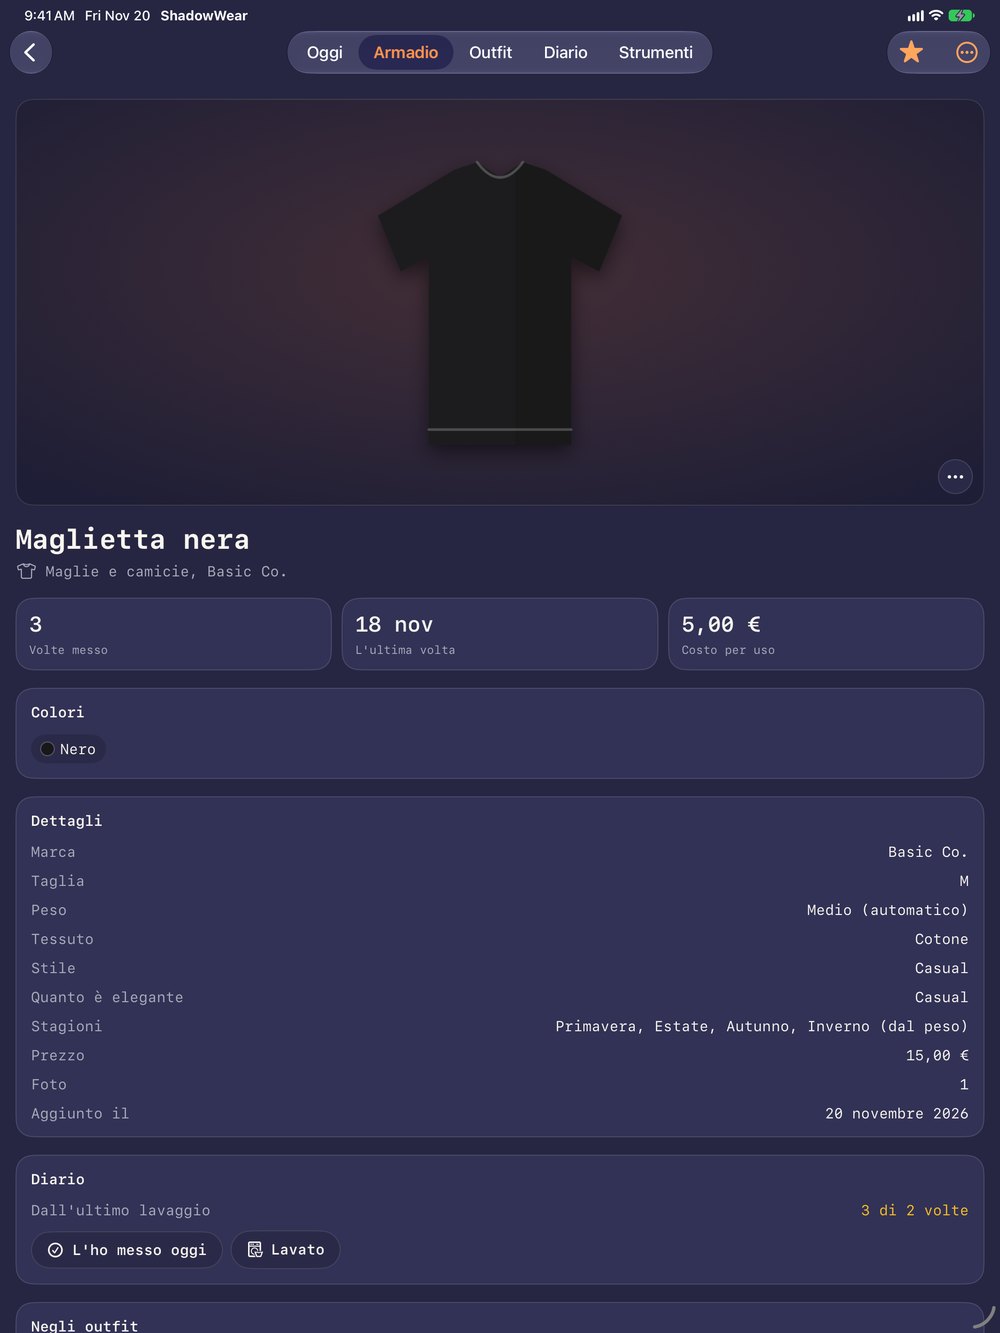 9:41 AM Fri Nov 20 ShadowWear
Oggi Armadio Outfit Diario Strumenti
Maglietta nera
Maglie e camicie, Basic Co.
3
Volte messo
18 nov
L'ultima volta
5,00 €
Costo per uso
Colori
Nero
Dettagli
Marca Basic Co.
Taglia M
Peso Medio (automatico)
Tessuto Cotone
Stile Casual
Quanto è elegante Casual
Stagioni Primavera, Estate, Autunno, Inverno (dal peso)
Prezzo 15,00 €
Foto 1
Aggiunto il 20 novembre 2026
Diario
Dall'ultimo lavaggio 3 di 2 volte
L'ho messo oggi Lavato
Negli outfit